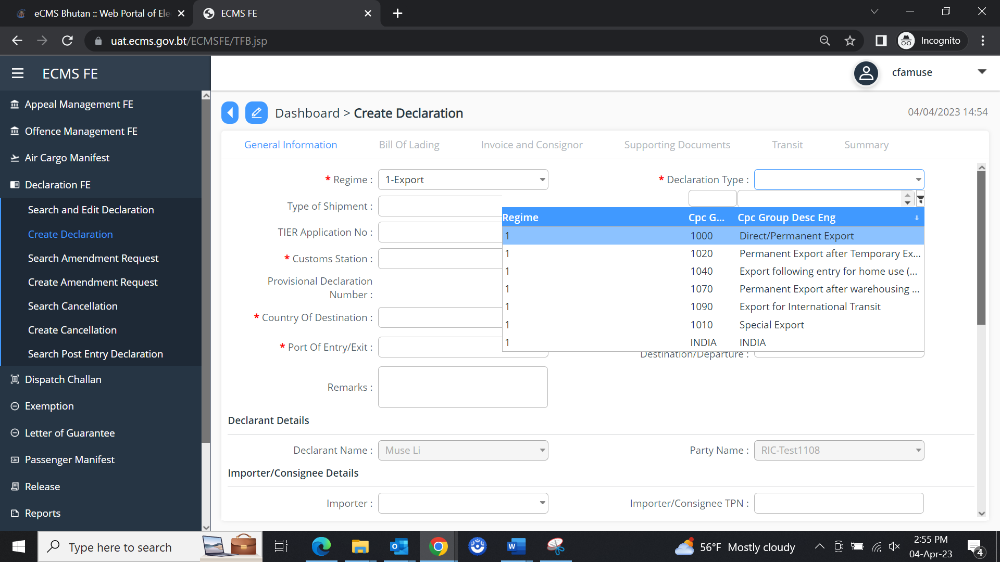 eCMS Bhutan :: Web Portal of Ele
ECMS FE
uat.ecms.gov.bt/ECMSFE/TFB.jsp
Incognito
ECMS FE
cfamuse
Appeal Management FE
Offence Management FE
Air Cargo Manifest
Declaration FE
Search and Edit Declaration
Create Declaration
Search Amendment Request
Create Amendment Request
Search Cancellation
Create Cancellation
Search Post Entry Declaration
Dispatch Challan
Exemption
Letter of Guarantee
Passenger Manifest
Release
Reports
Dashboard > Create Declaration
04/04/2023 14:54
General Information Bill Of Lading Invoice and Consignor Supporting Documents Transit Summary
* Regime : 1-Export
* Declaration Type :
Type of Shipment :
TIER Application No :
* Customs Station :
Provisional Declaration
Number :
* Country Of Destination :
* Port Of Entry/Exit :
Destination/Departure :
Regime Cpc G... Cpc Group Desc Eng
1 1000 Direct/Permanent Export
1 1020 Permanent Export after Temporary Ex...
1 1040 Export following entry for home use (...
1 1070 Permanent Export after warehousing ...
1 1090 Export for International Transit
1 1010 Special Export
1 INDIA INDIA
Remarks :
Declarant Details
Declarant Name : Muse Li
Party Name : RIC-Test1108
Importer/Consignee Details
Importer :
Importer/Consignee TPN :
Type here to search
56°F Mostly cloudy
2:55 PM
04-Apr-23
4